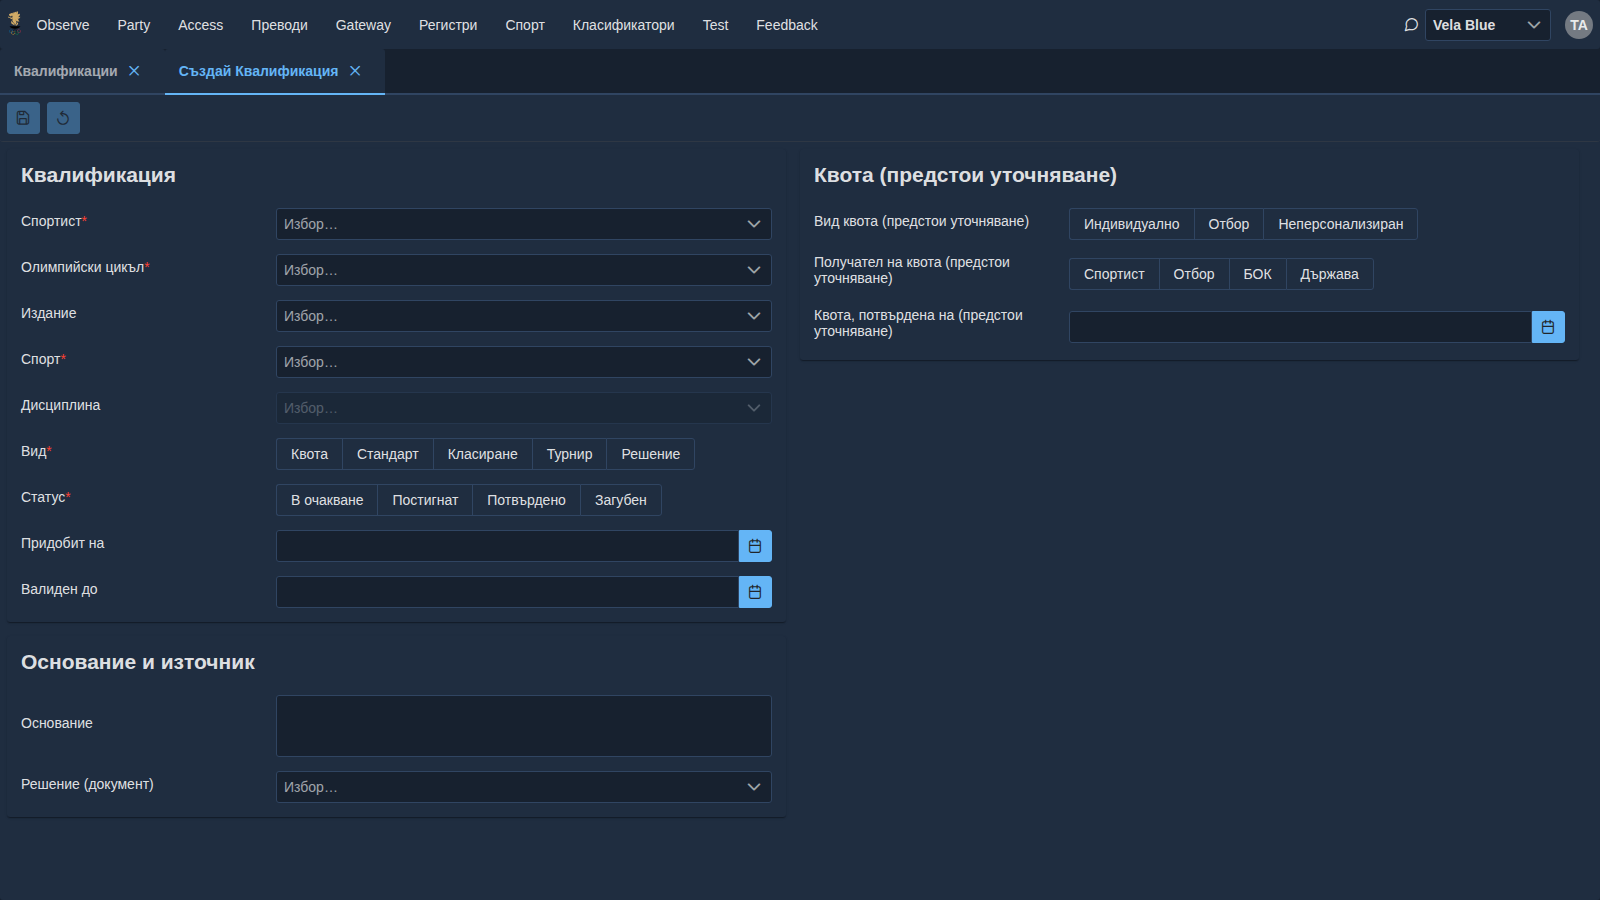 Observe Party Access Преводи Gateway Регистри Спорт Класификатори Test Feedback Vela Blue TA
Квалификации Създай Квалификация
Квалификация
Спортист* Избор...
Олимпийски цикъл* Избор...
Издание Избор...
Спорт* Избор...
Дисциплина Избор...
Вид* Квота Стандарт Класиране Турнир Решение
Статус* В очакване Постигнат Потвърдено Загубен
Придобит на
Валиден до
Основание и източник
Основание
Решение (документ) Избор...
Квота (предстои уточняване)
Вид квота (предстои уточняване) Индивидуално Отбор Неперсонализиран
Получател на квота (предстои
уточняване) Спортист Отбор БОК Държава
Квота, потвърдена на (предстои
уточняване)